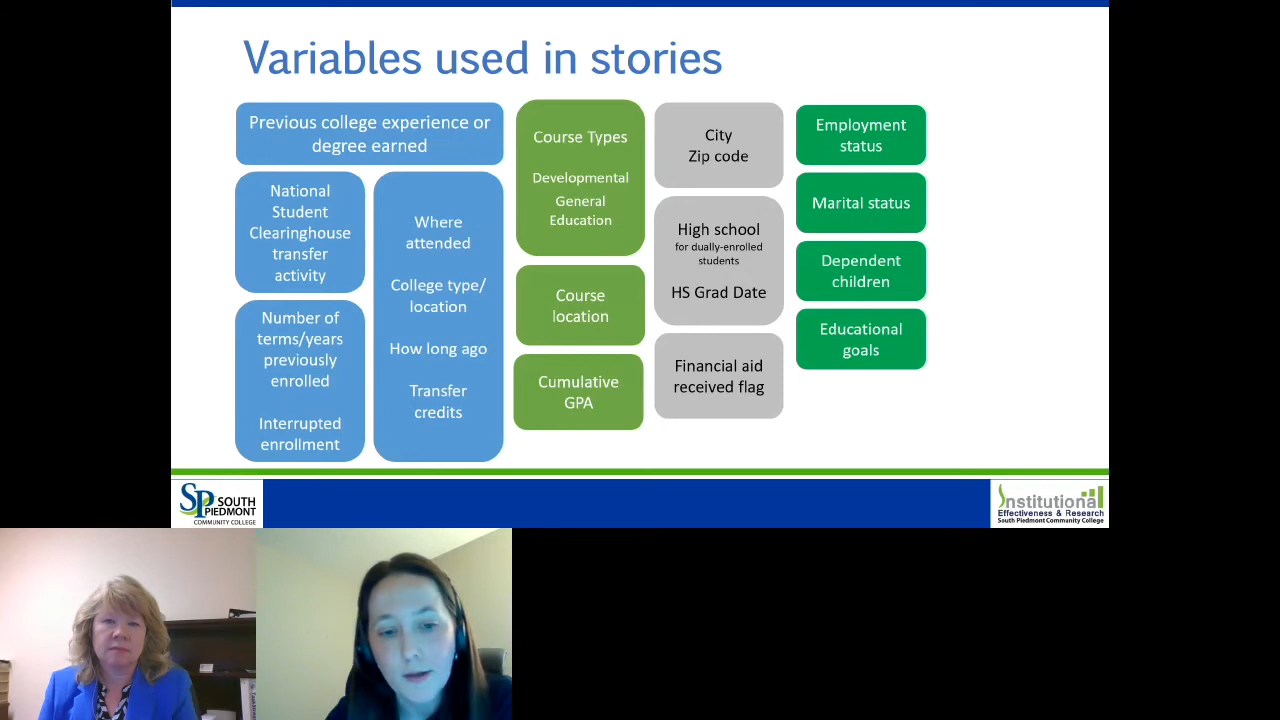 Variables used in stories
Previous college experience or
degree earned
National
Student
Clearinghouse
transfer
activity
Number of
terms/years
previously
enrolled
Interrupted
enrollment
Where
attended
College type/
location
How long ago
Transfer
credits
Course Types
Developmental
General
Education
Course
location
Cumulative
GPA
City
Zip code
High school
for dually-enrolled
students
HS Grad Date
Financial aid
received flag
Employment
status
Marital status
Dependent
children
Educational
goals
SP SOUTH
PIEDMONT
COMMUNITY COLLEGE
Institutional
Effectiveness & Research
South Piedmont Community College